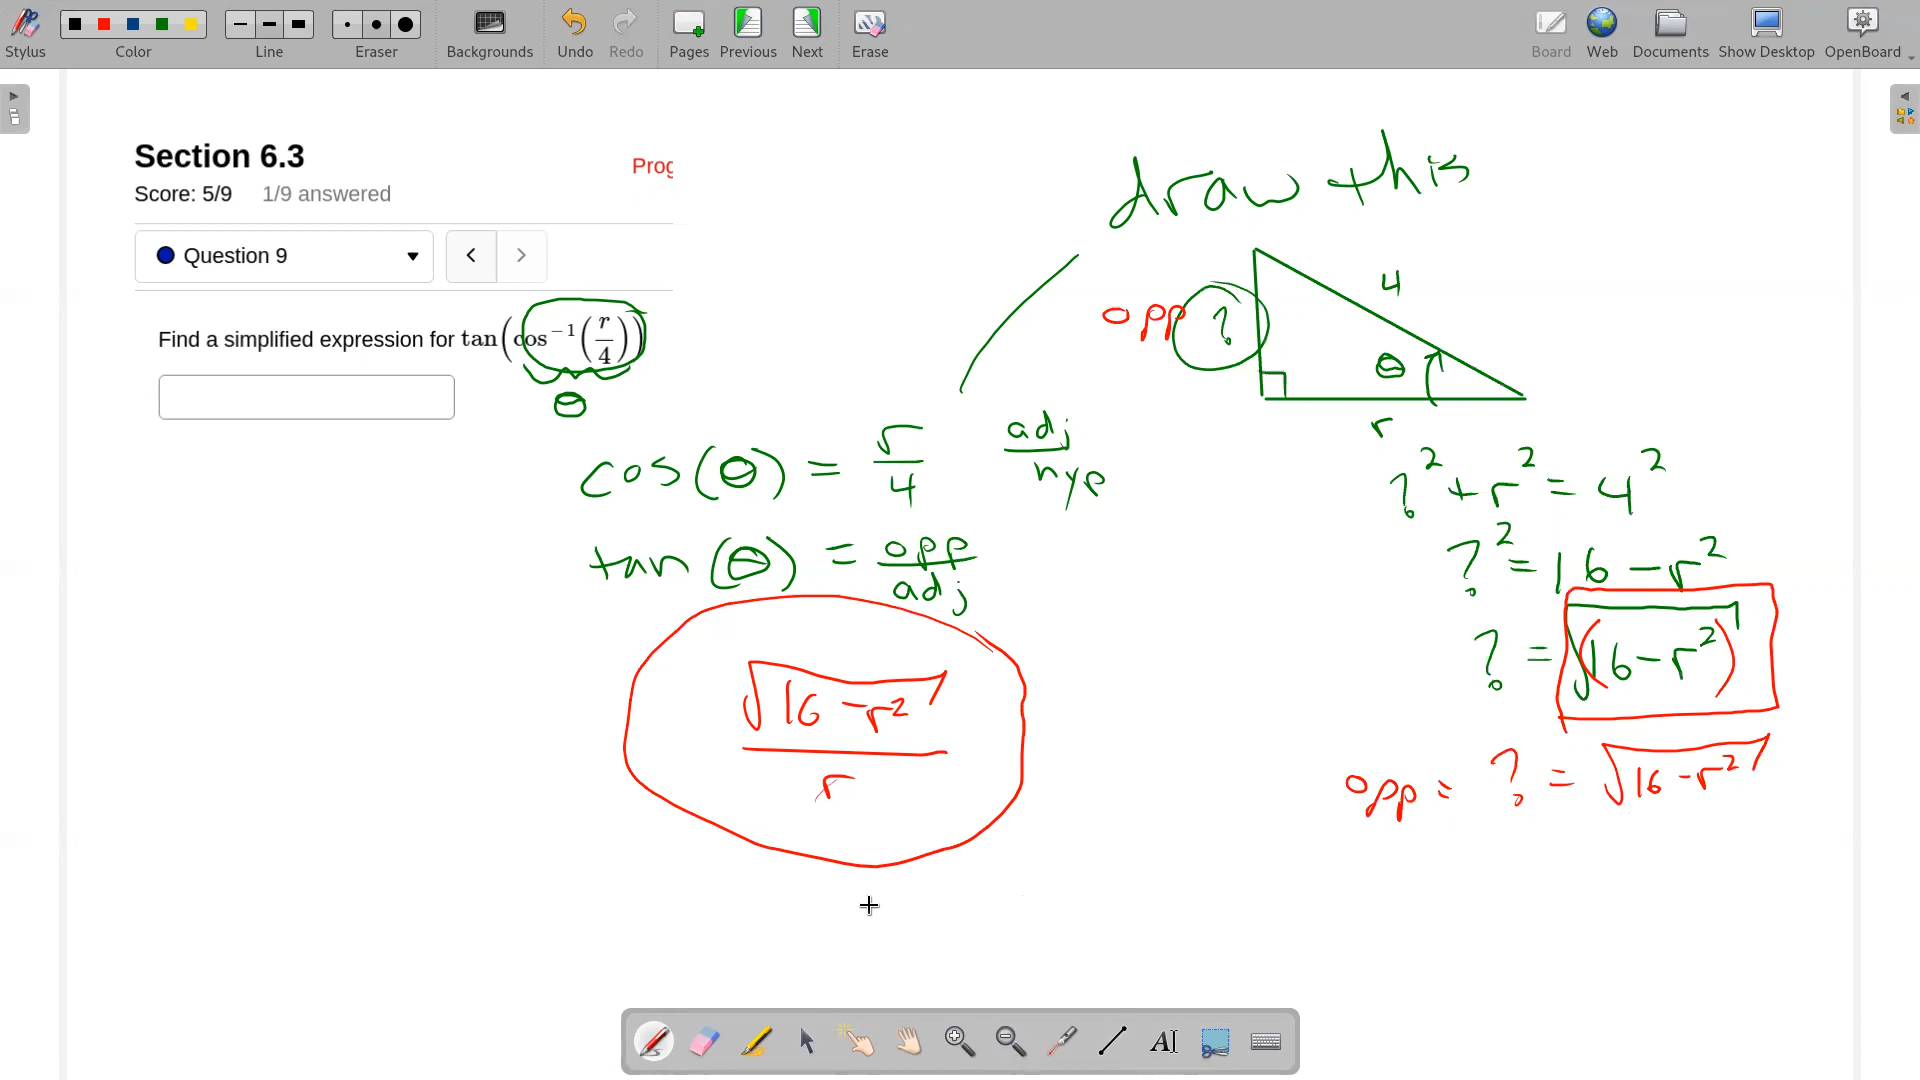 Stylus Color Line Eraser Backgrounds Undo Redo Pages Previous Next Erase Board Web Documents Show Desktop OpenBoard
Section 6.3
Prog
Score: 5/9 1/9 answered
Question 9
Find a simplified expression for tan(cos⁻¹(r/4))
θ
draw this
opp ?
4
θ
r
cos(θ) = r/4 adj/hyp
tan(θ) = opp/adj
√(16 - r²)/r
?² + r² = 4²
?² = 16 - r²
? = √(16 - r²)
opp = ? = √16 - r²